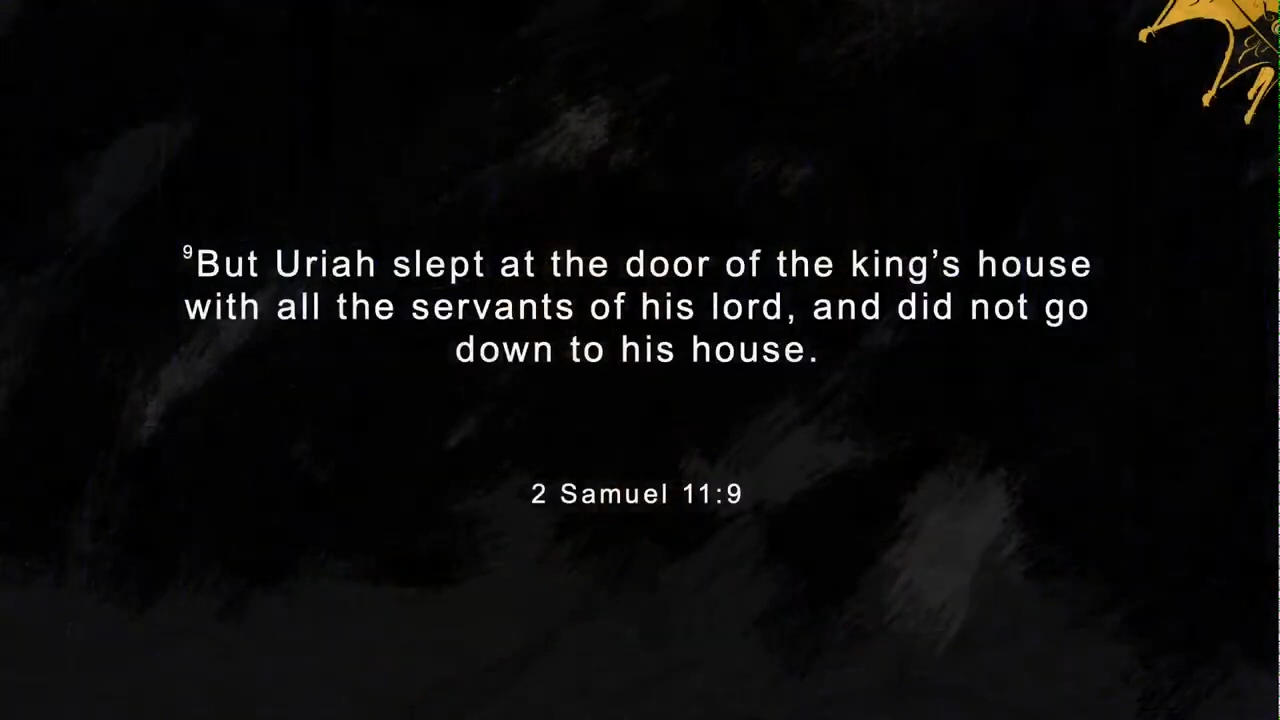 ⁹But Uriah slept at the door of the king’s house
with all the servants of his lord, and did not go
down to his house.
2 Samuel 11:9